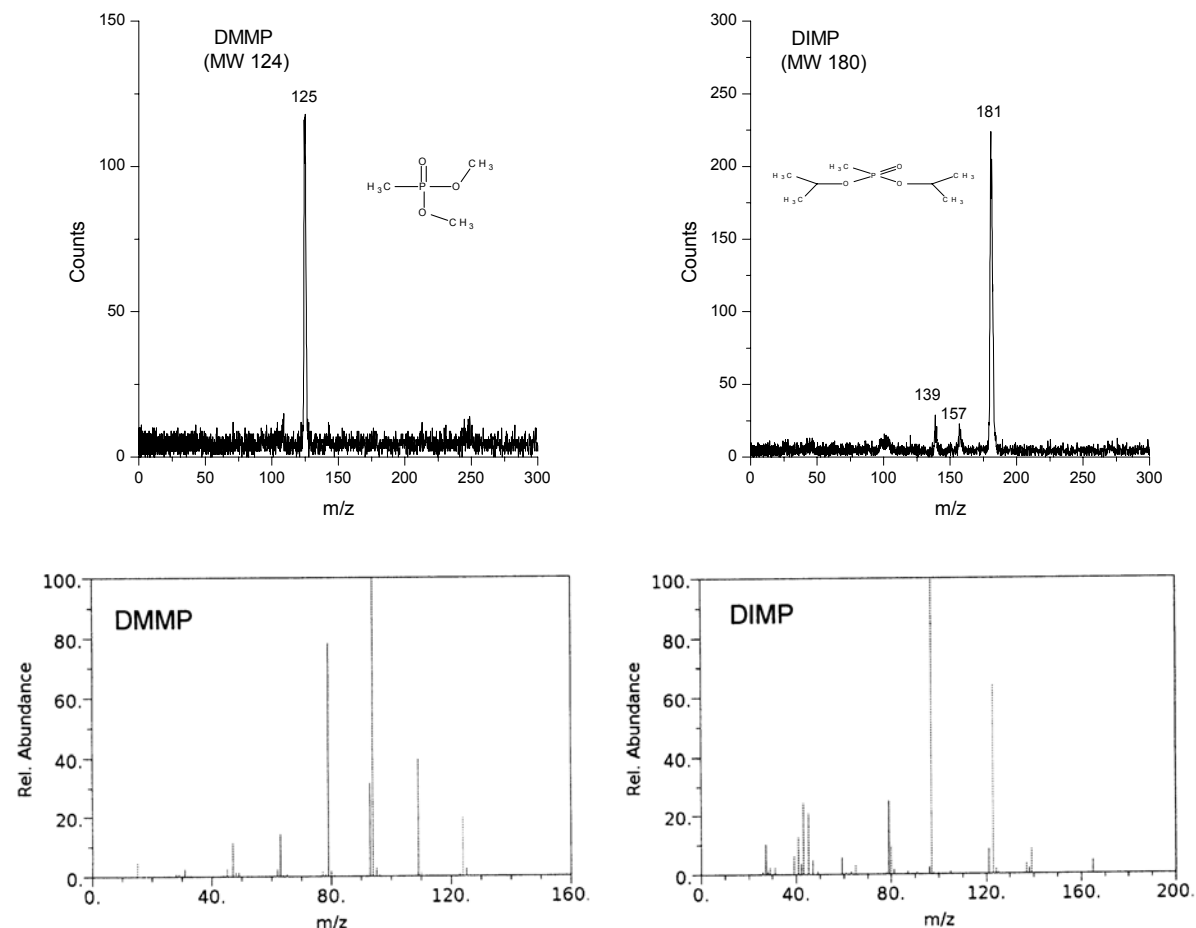 DMMP
(MW 124)
125
150
100
50
0
Counts
0 50 100 150 200 250 300
m/z
O
H3C P O CH3
O
CH3
DIMP
(MW 180)
181
139
157
300
250
200
150
100
50
0
Counts
0 50 100 150 200 250 300
m/z
H3C O
H3C P CH3
O O
H3C CH3
DMMP
100.
80.
60.
40.
20.
0.
Rel. Abundance
0. 40. 80. 120. 160.
m/z
DIMP
100.
80.
60.
40.
20.
0.
Rel. Abundance
0. 40. 80. 120. 160. 200.
m/z